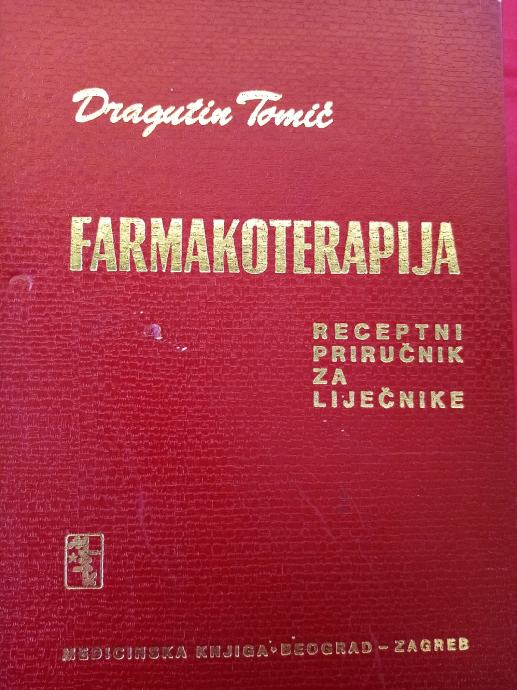 Dragutin Tomić
FARMAKOTERAPIJA
RECEPTNI
PRIRUČNIK
ZA
LIJEČNIKE
MEDICINSKA KNJIGA • BEOGRAD – ZAGREB